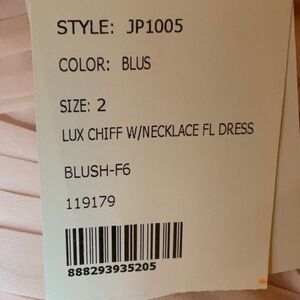 STYLE: JP1005
COLOR: BLUS
SIZE: 2
LUX CHIFF W/NECKLACE FL DRESS
BLUSH-F6
119179
888293935205